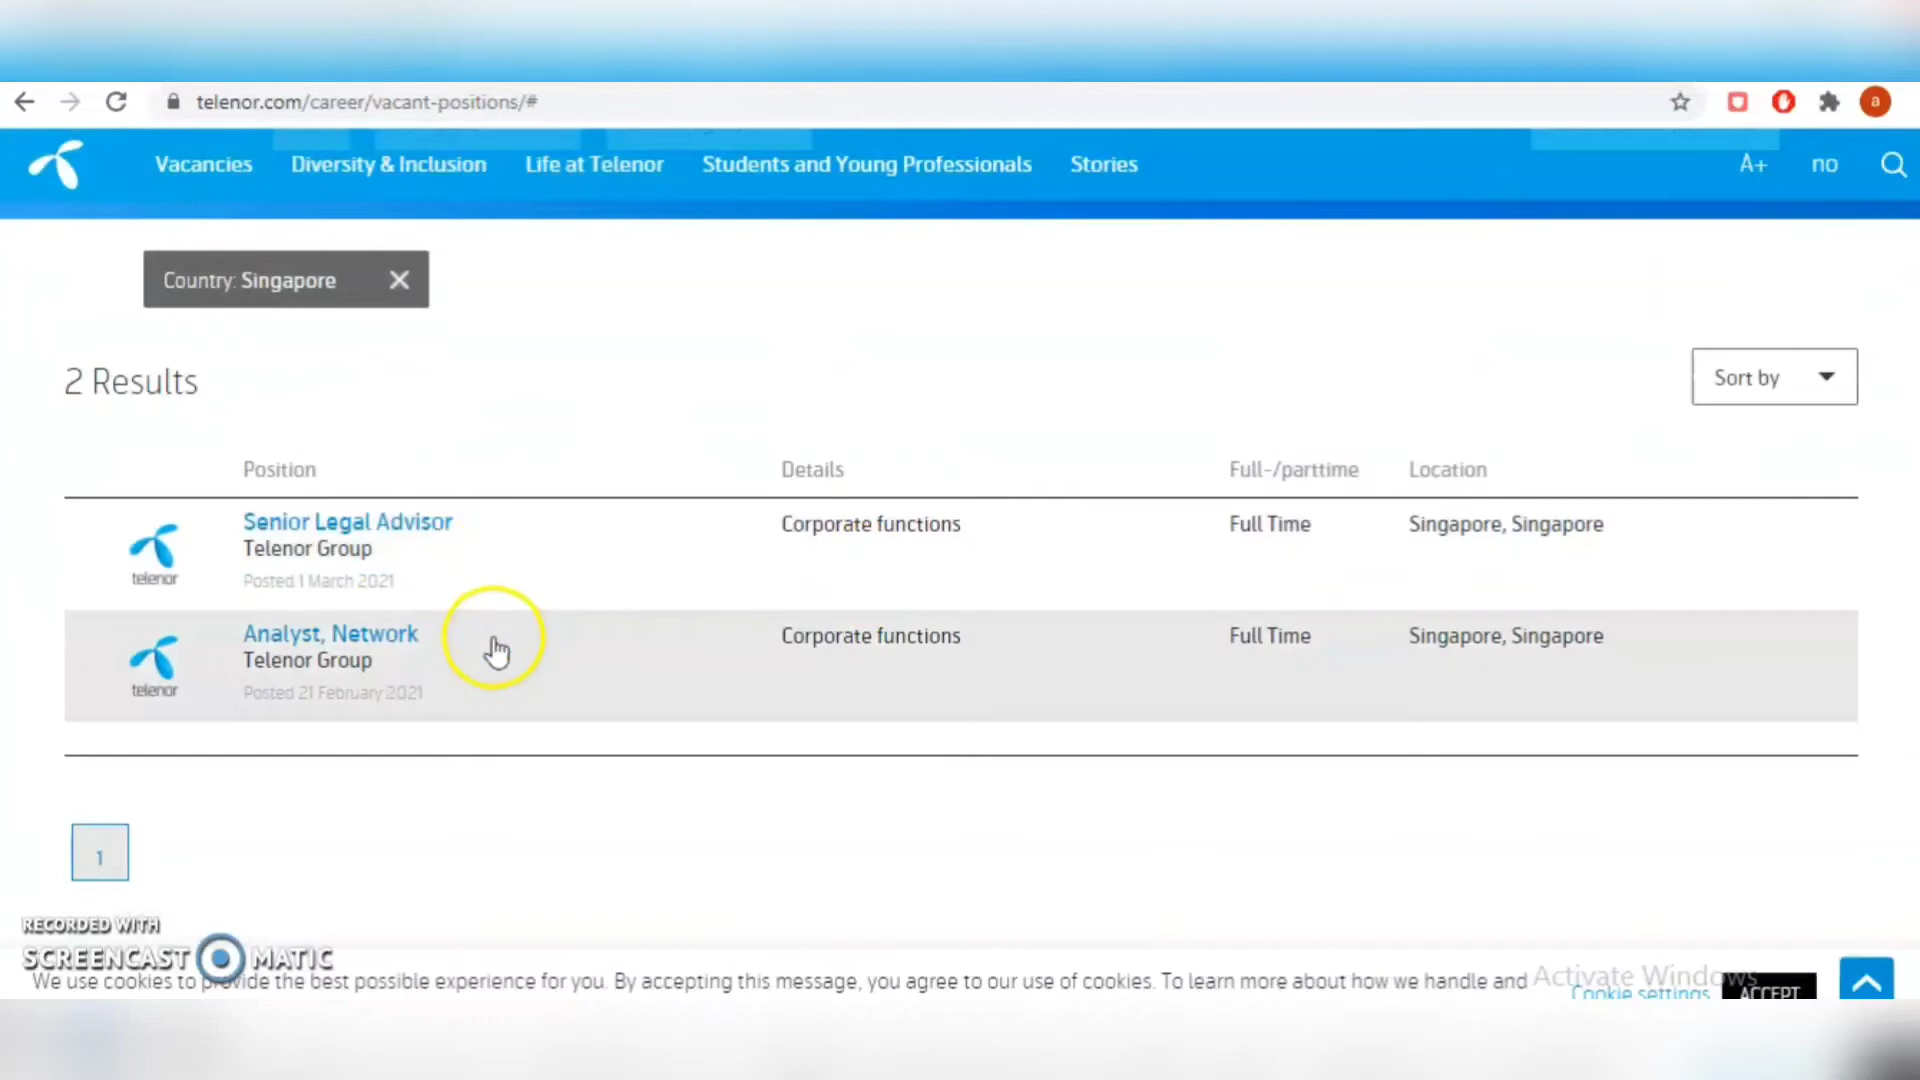 telenor.com/career/vacant-positions/#
a
Vacancies Diversity & Inclusion Life at Telenor Students and Young Professionals Stories A+ no
Country: Singapore
2 Results
Sort by
Position Details Full-/parttime Location
Senior Legal Advisor Corporate functions Full Time Singapore, Singapore
Telenor Group
telenor
Posted 1 March 2021
Analyst, Network Corporate functions Full Time Singapore, Singapore
Telenor Group
telenor
Posted 21 February 2021
1
RECORDED WITH
SCREENCAST MATIC
We use cookies to provide the best possible experience for you. By accepting this message, you agree to our use of cookies. To learn more about how we handle and
Activate Windows
Cookie settings ACCEPT